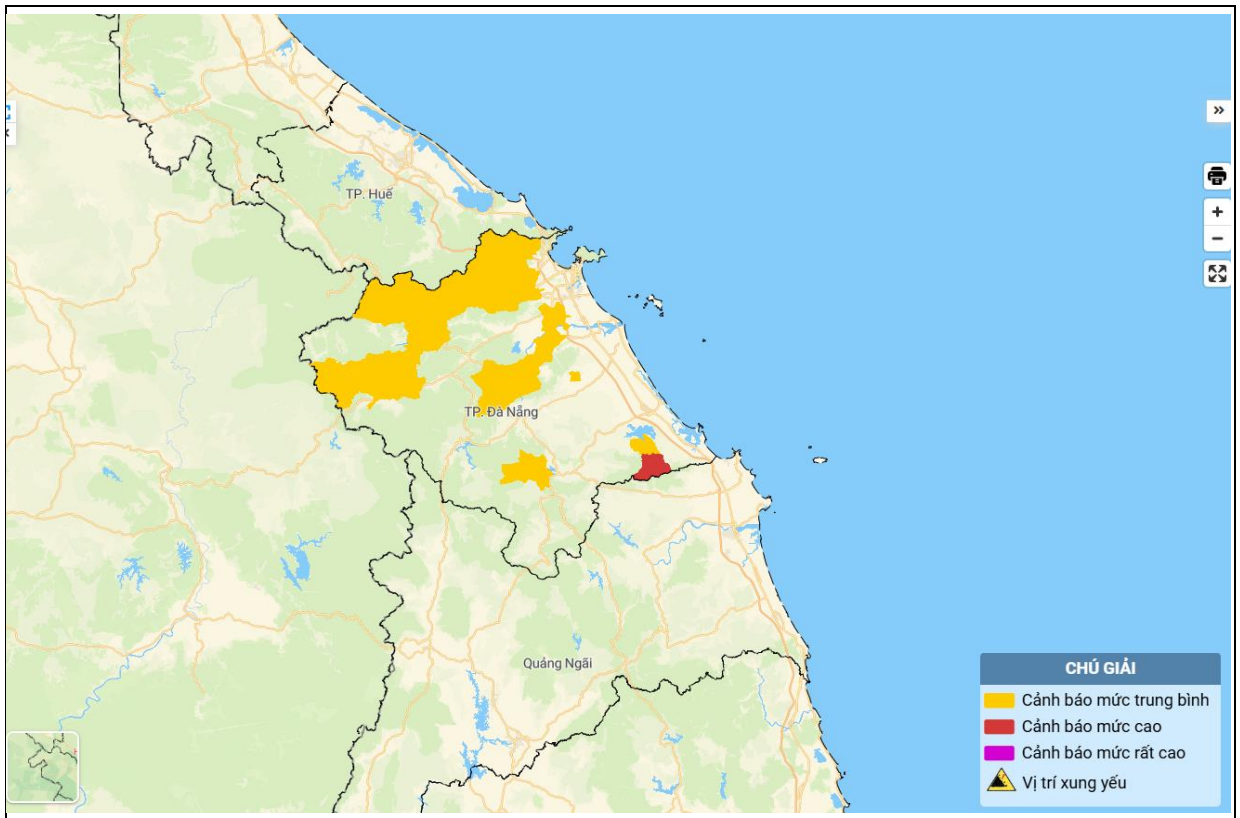 »
TP. Huế
+
−
TP. Đà Nẵng
Quảng Ngãi
CHÚ GIẢI
Cảnh báo mức trung bình
Cảnh báo mức cao
Cảnh báo mức rất cao
Vị trí xung yếu